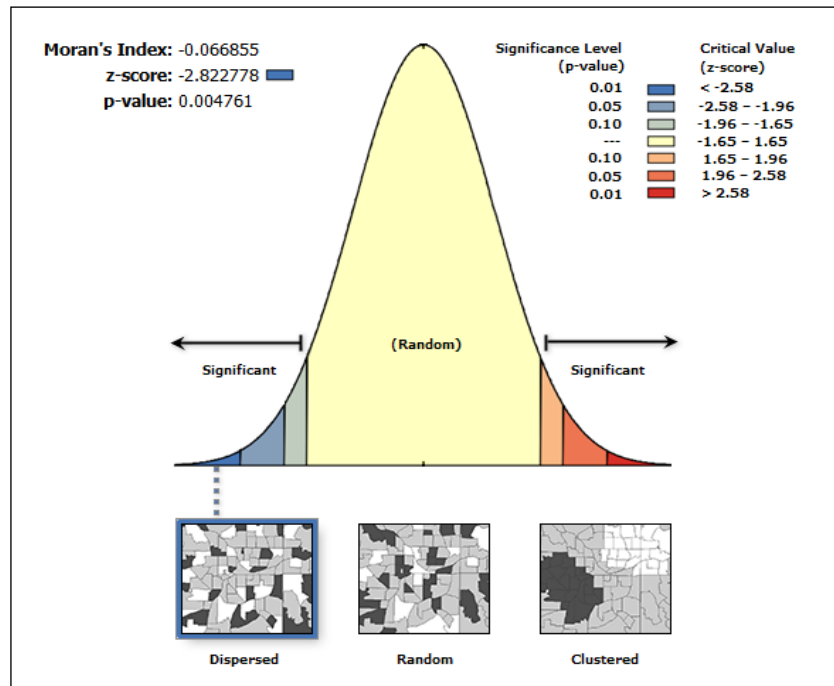 Moran's Index: -0.066855
z-score: -2.822778
p-value: 0.004761
Significance Level
(p-value)
Critical Value
(z-score)
0.01 < -2.58
0.05 -2.58 – -1.96
0.10 -1.96 – -1.65
--- -1.65 – 1.65
0.10 1.65 – 1.96
0.05 1.96 – 2.58
0.01 > 2.58
(Random)
Significant Significant
Dispersed Random Clustered